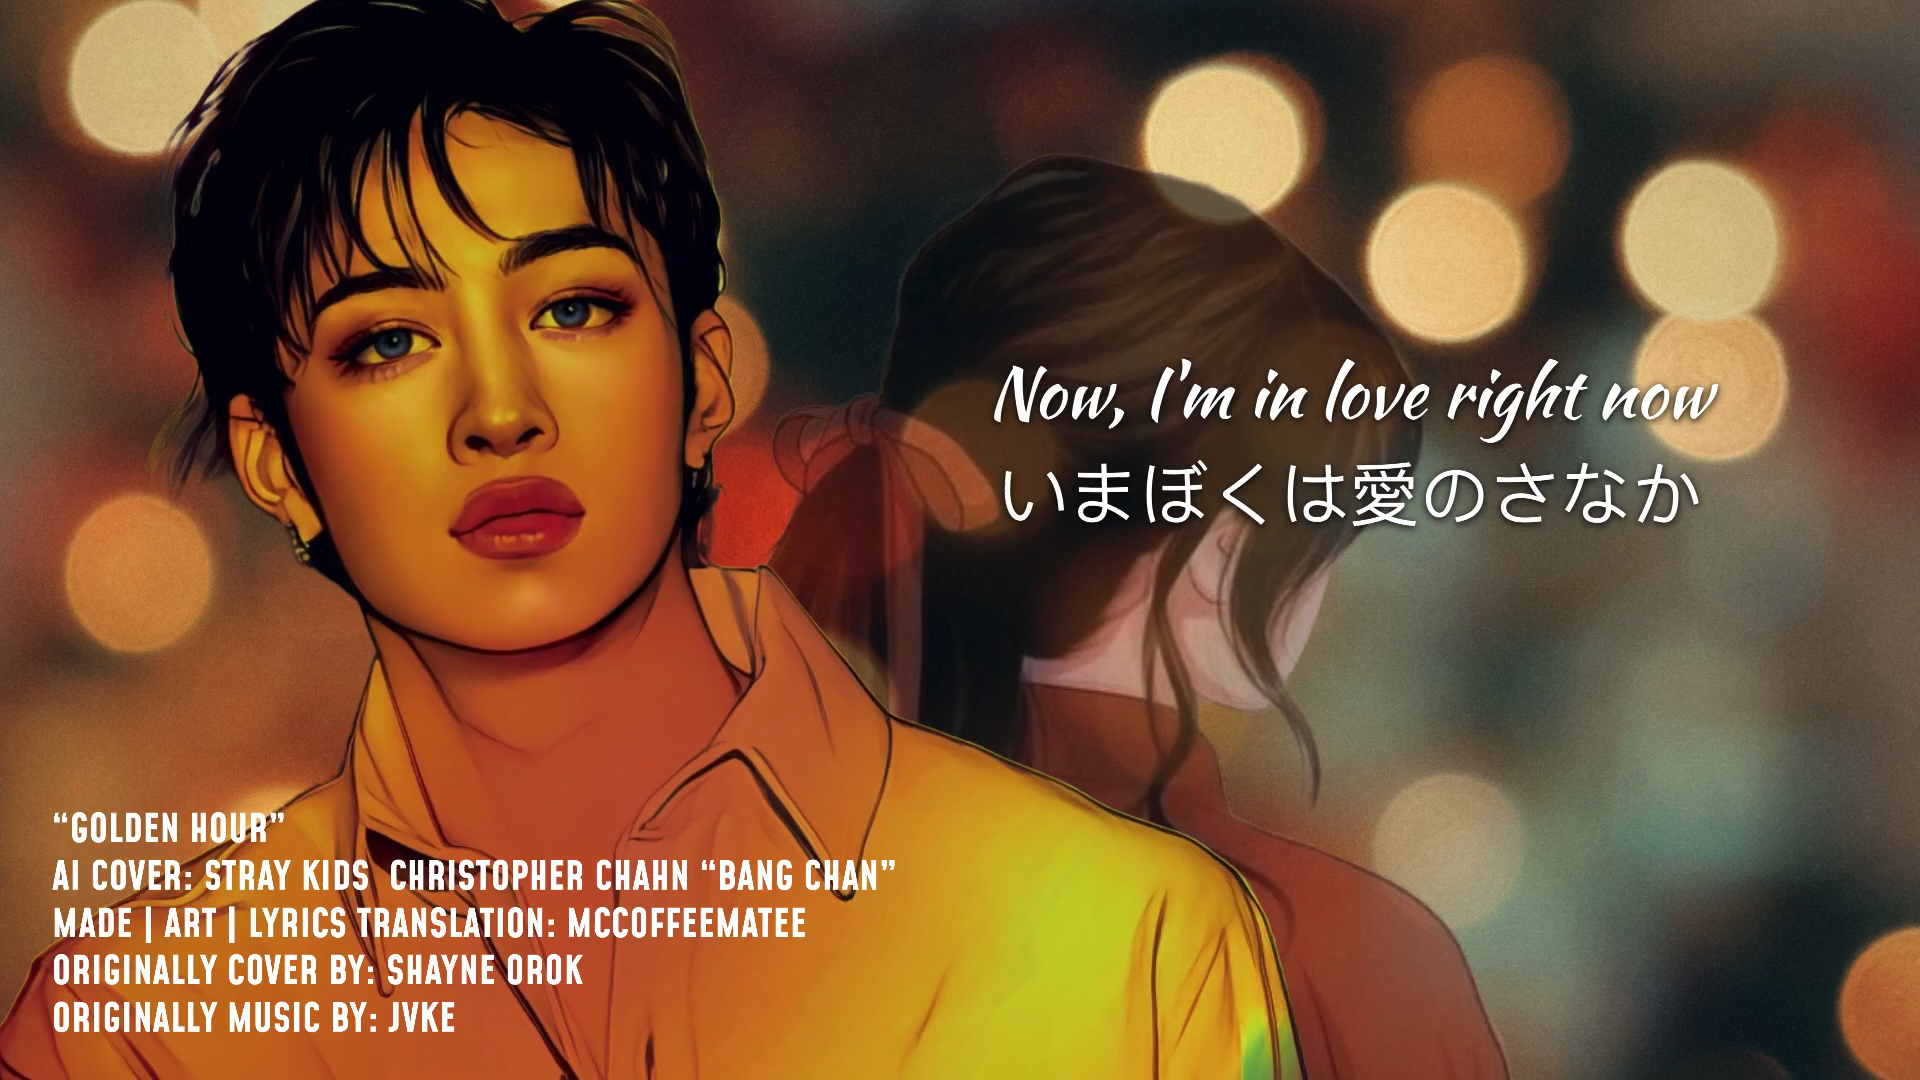 Now, I'm in love right now
いまぼくは愛のさなか
“GOLDEN HOUR”
AI COVER: STRAY KIDS CHRISTOPHER CHAHN “BANG CHAN”
MADE | ART | LYRICS TRANSLATION: MCCOFFEEMATEE
ORIGINALLY COVER BY: SHAYNE OROK
ORIGINALLY MUSIC BY: JVKE